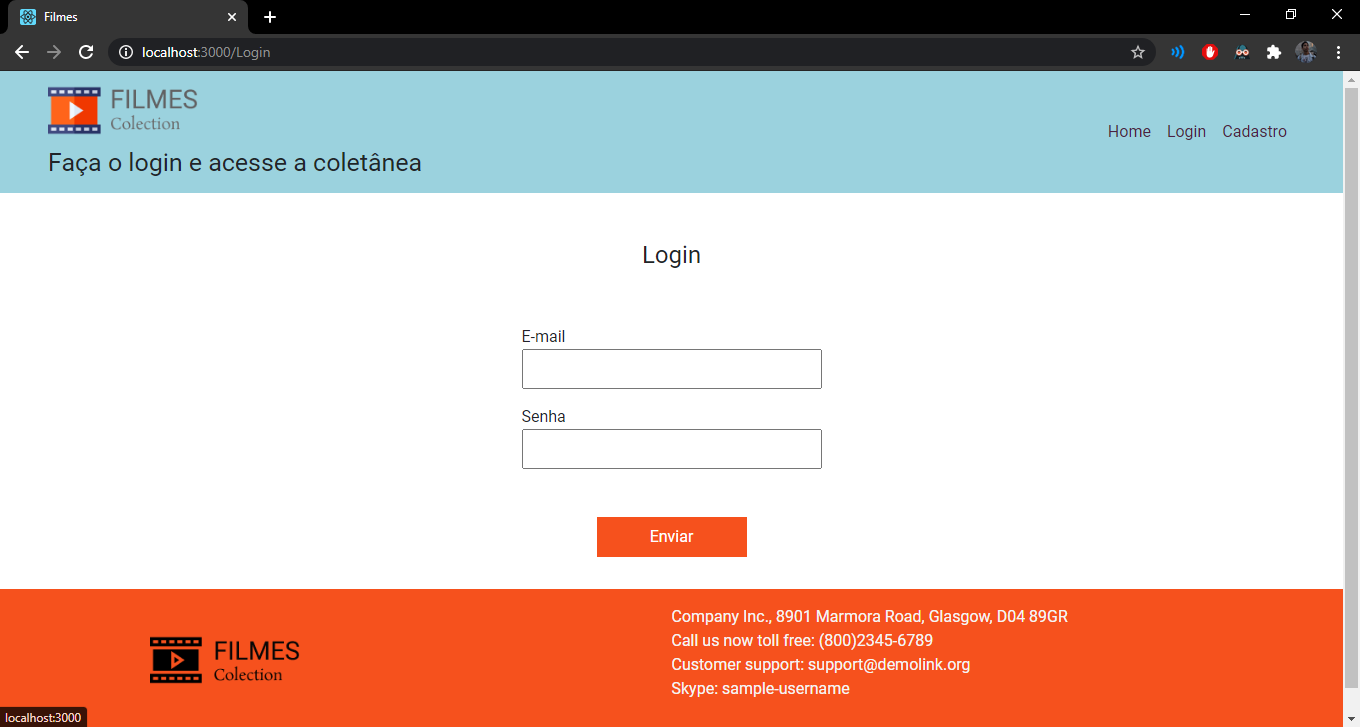 Filmes
localhost:3000/Login
FILMES
Colection
Home Login Cadastro
Faça o login e acesse a coletânea
Login
E-mail
Senha
Enviar
FILMES
Colection
Company Inc., 8901 Marmora Road, Glasgow, D04 89GR
Call us now toll free: (800)2345-6789
Customer support: support@demolink.org
Skype: sample-username
localhost:3000